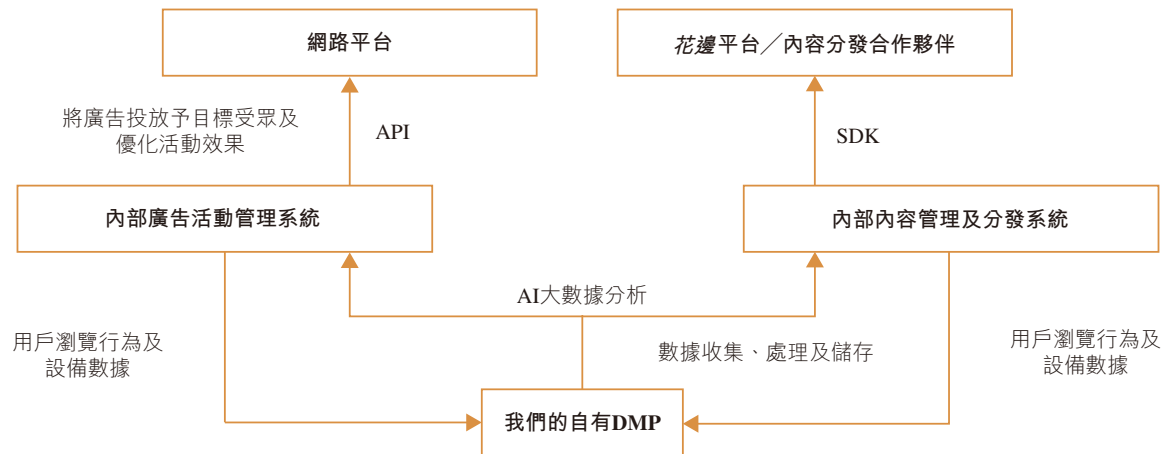 網路平台
花邊平台╱內容分發合作夥伴
將廣告投放予目標受眾及
優化活動效果
API
SDK
內部廣告活動管理系統
內部內容管理及分發系統
AI大數據分析
用戶瀏覽行為及
設備數據
數據收集、處理及儲存
用戶瀏覽行為及
設備數據
我們的自有DMP